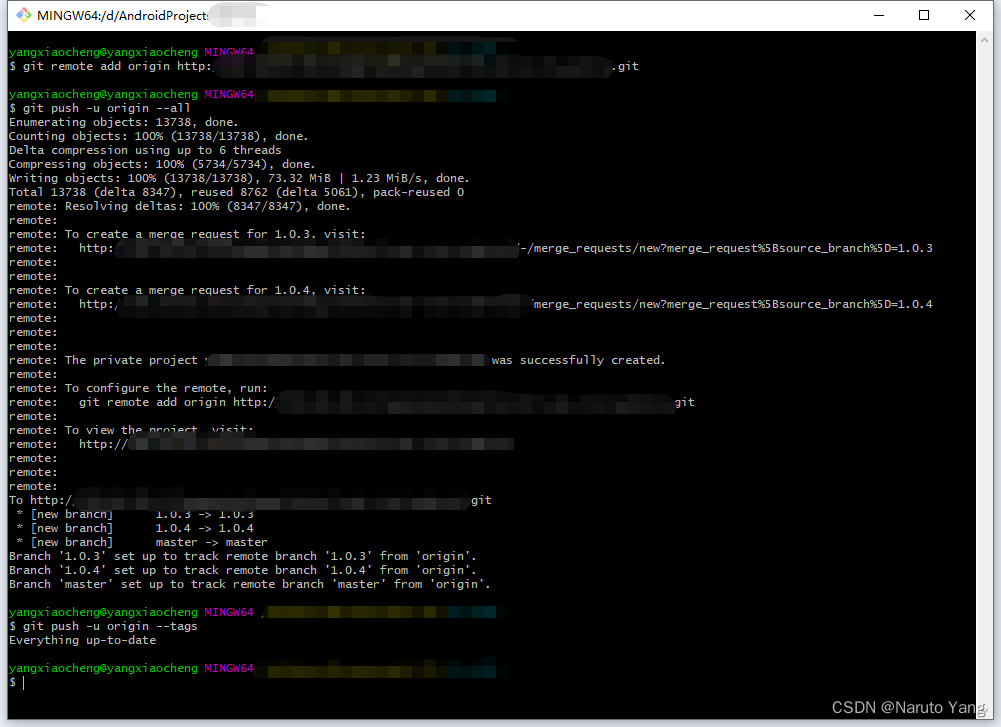 MINGW64:/d/AndroidProject
yangxiaocheng@yangxiaocheng MINGW64
$ git remote add origin http: .git
yangxiaocheng@yangxiaocheng MINGW64
$ git push -u origin --all
Enumerating objects: 13738, done.
Counting objects: 100% (13738/13738), done.
Delta compression using up to 6 threads
Compressing objects: 100% (5734/5734), done.
Writing objects: 100% (13738/13738), 73.32 MiB | 1.23 MiB/s, done.
Total 13738 (delta 8347), reused 8762 (delta 5061), pack-reused 0
remote: Resolving deltas: 100% (8347/8347), done.
remote:
remote: To create a merge request for 1.0.3, visit:
remote:   http: /-/merge_requests/new?merge_request%5Bsource_branch%5D=1.0.3
remote:
remote:
remote: To create a merge request for 1.0.4, visit:
remote:   http:/ /merge_requests/new?merge_request%5Bsource_branch%5D=1.0.4
remote:
remote:
remote:
remote: The private project was successfully created.
remote:
remote: To configure the remote, run:
remote:   git remote add origin http:/ git
remote:
remote: To view the project, visit:
remote:   http://
remote:
remote:
remote:
To http:/ git
 * [new branch]      1.0.3 -> 1.0.3
 * [new branch]      1.0.4 -> 1.0.4
 * [new branch]      master -> master
Branch '1.0.3' set up to track remote branch '1.0.3' from 'origin'.
Branch '1.0.4' set up to track remote branch '1.0.4' from 'origin'.
Branch 'master' set up to track remote branch 'master' from 'origin'.
yangxiaocheng@yangxiaocheng MINGW64
$ git push -u origin --tags
Everything up-to-date
yangxiaocheng@yangxiaocheng MINGW64
$
CSDN @Naruto Yang